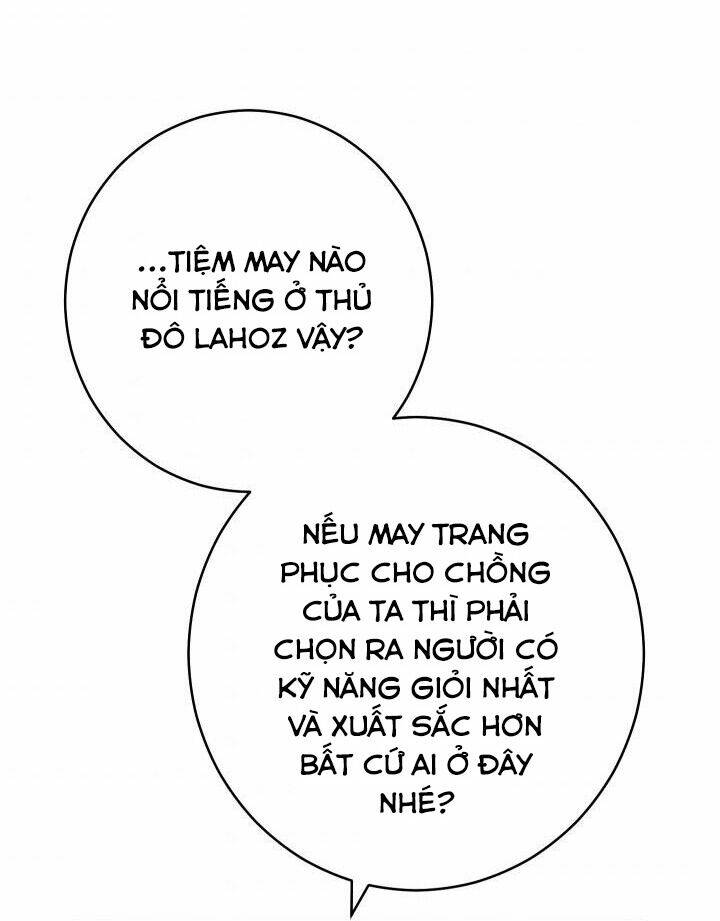 ...TIỆM MAY NÀO
NỔI TIẾNG Ở THỦ
ĐÔ LAHOZ VẬY?
NẾU MAY TRANG
PHỤC CHO CHỒNG
CỦA TA THÌ PHẢI
CHỌN RA NGƯỜI CÓ
KỸ NĂNG GIỎI NHẤT
VÀ XUẤT SẮC HƠN
BẤT CỨ AI Ở ĐÂY
NHÉ?